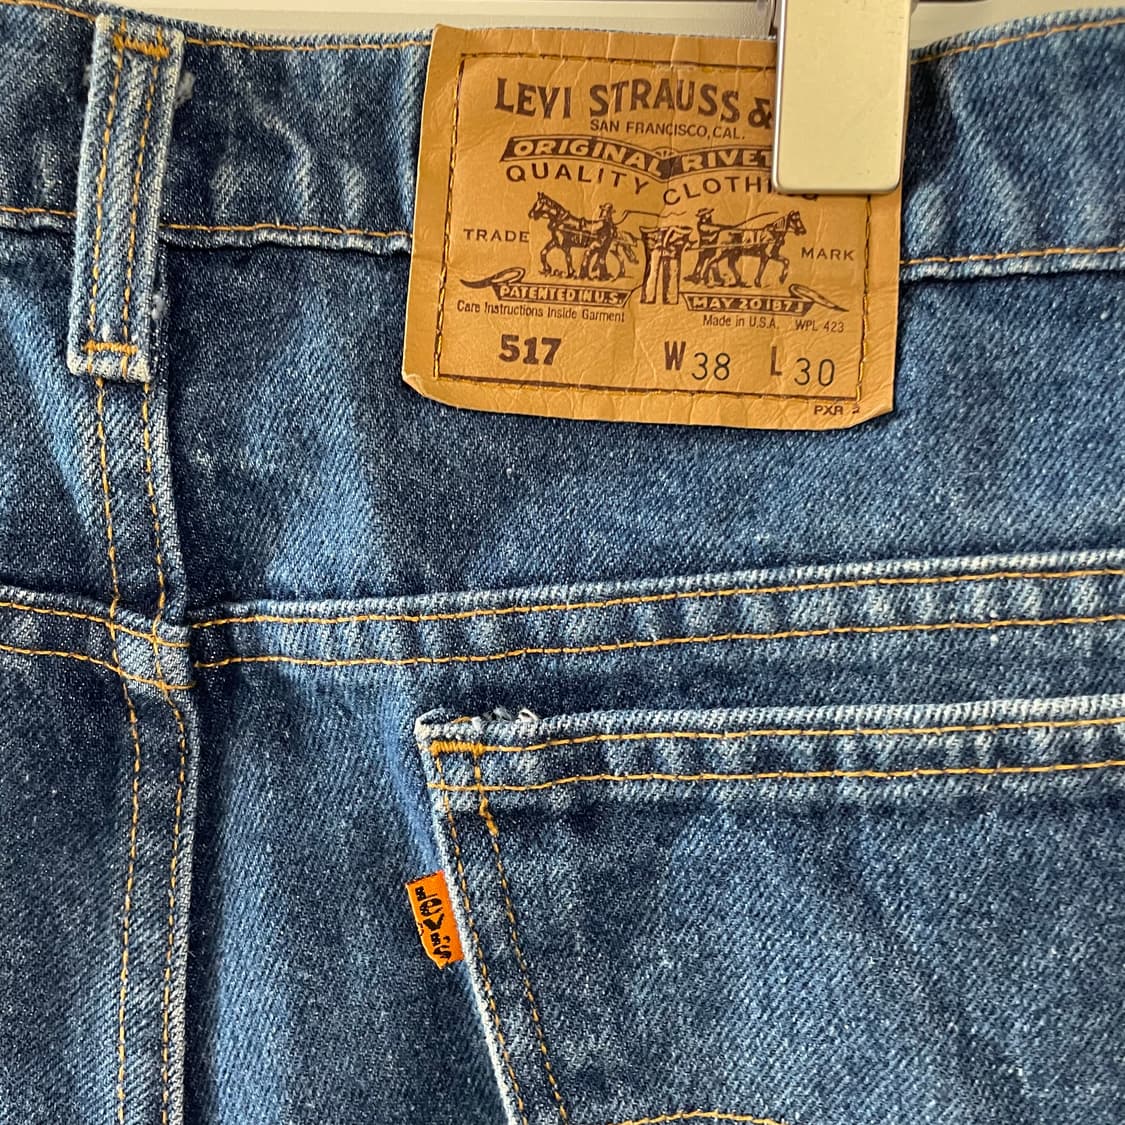 LEVI STRAUSS &
SAN FRANCISCO, CAL.
ORIGINAL RIVET
QUALITY CLOTHI G
TRADE MARK
PATENTED IN U.S. MAY 20 1873
Care Instructions Inside Garment Made in U.S.A. WPL 423
517 W 38 L 30
PXR 2
LEVI'S